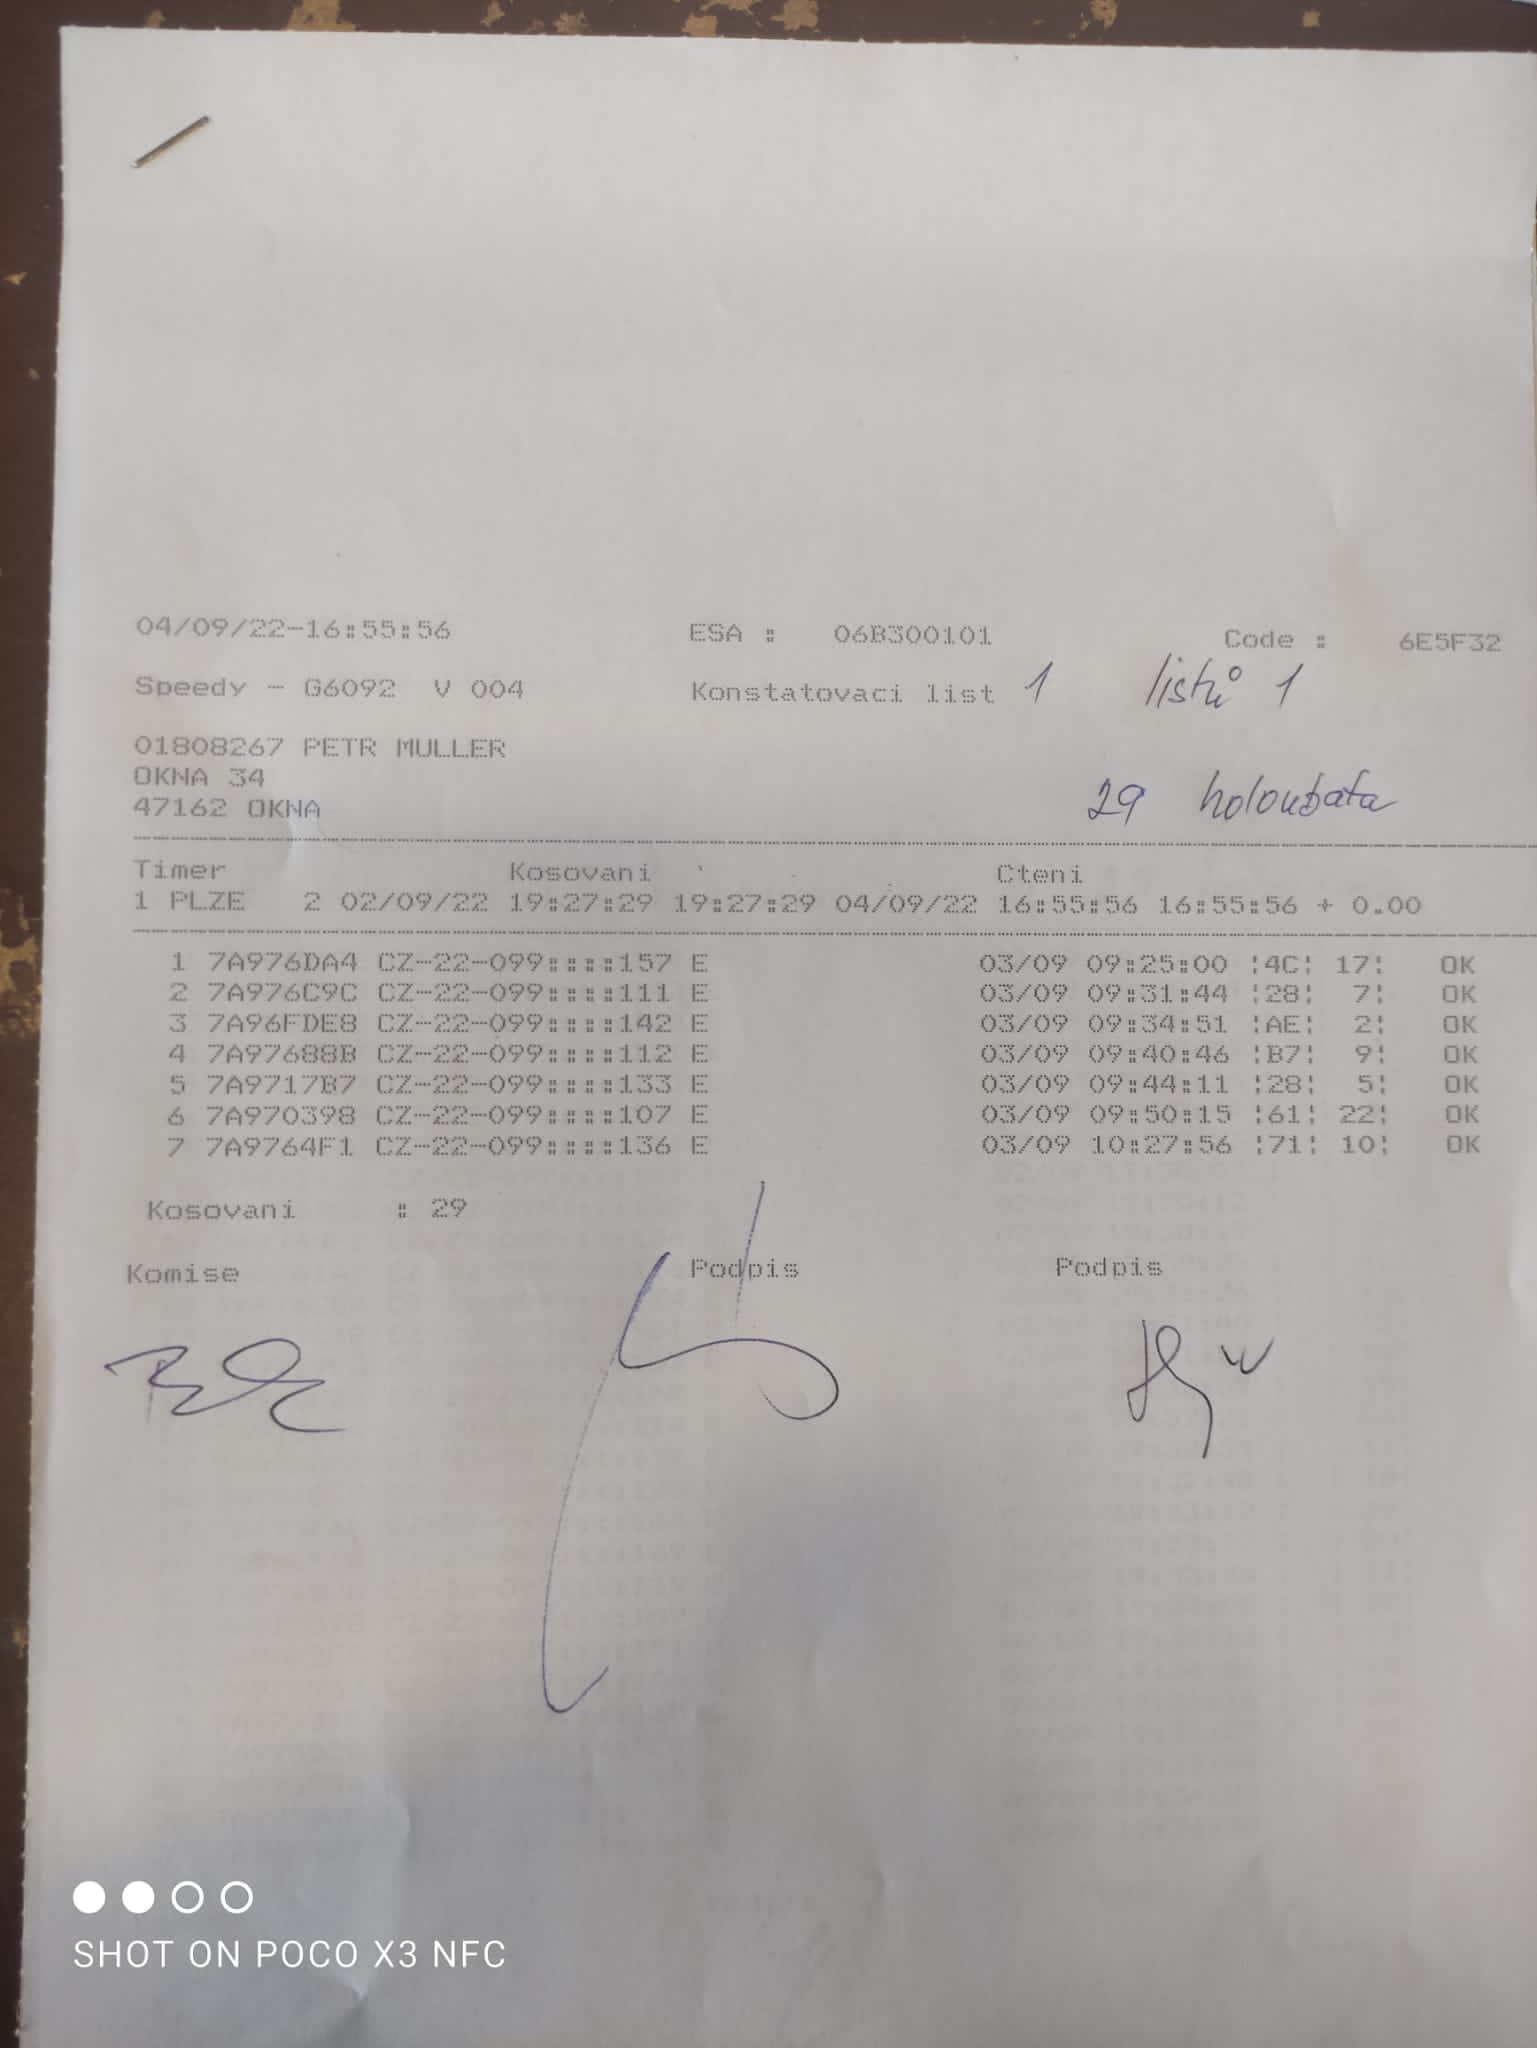 04/09/22-16:55:56 ESA : 06B300101 Code : 6E5F32
Speedy - G6092 V 004 Konstatovaci list 1 listů 1
01808267 PETR MULLER
OKNA 34
47162 OKNA 29 holoubata
Timer Kosovani Cteni
1 PLZE 2 02/09/22 19:27:29 19:27:29 04/09/22 16:55:56 16:55:56 + 0.00
1 7A976DA4 CZ-22-099::::157 E 03/09 09:25:00 ¦4C¦ 17¦ OK
2 7A976C9C CZ-22-099::::111 E 03/09 09:31:44 ¦28¦ 7¦ OK
3 7A96FDE8 CZ-22-099::::142 E 03/09 09:34:51 ¦AE¦ 2¦ OK
4 7A97688B CZ-22-099::::112 E 03/09 09:40:46 ¦B7¦ 9¦ OK
5 7A9717B7 CZ-22-099::::133 E 03/09 09:44:11 ¦28¦ 5¦ OK
6 7A970398 CZ-22-099::::107 E 03/09 09:50:15 ¦61¦ 22¦ OK
7 7A9764F1 CZ-22-099::::136 E 03/09 10:27:56 ¦71¦ 10¦ OK
Kosovani : 29
Komise Podpis Podpis
SHOT ON POCO X3 NFC